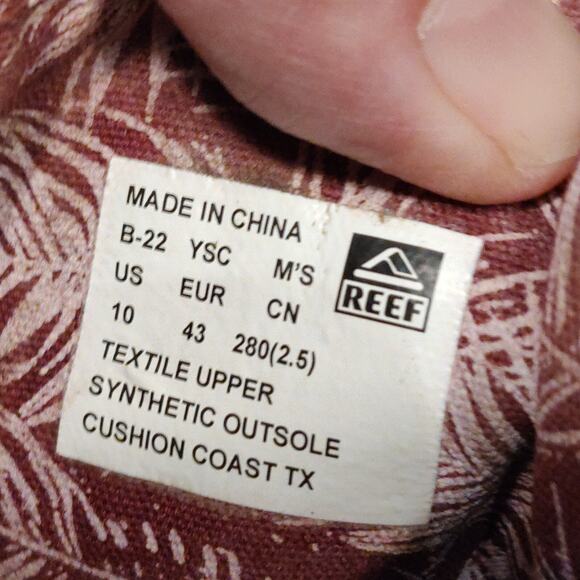 MADE IN CHINA
B-22 YSC M'S
US EUR CN
10 43 280(2.5)
TEXTILE UPPER
SYNTHETIC OUTSOLE
CUSHION COAST TX
REEF